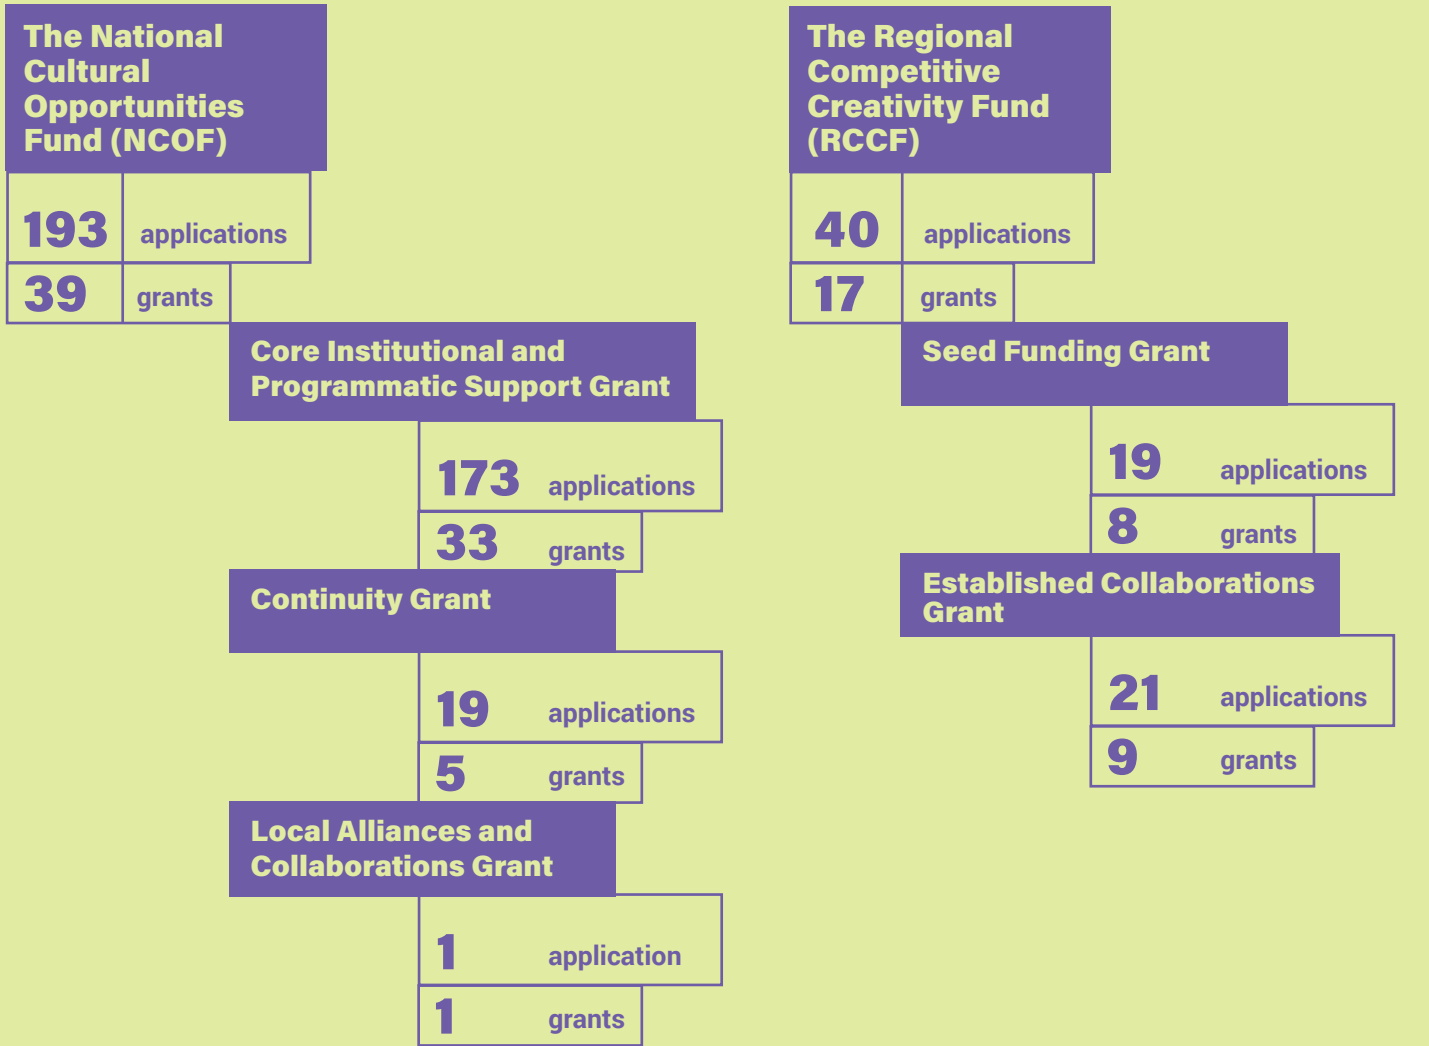 The National
Cultural
Opportunities
Fund (NCOF)
193 applications
39 grants
Core Institutional and
Programmatic Support Grant
173 applications
33 grants
Continuity Grant
19 applications
5 grants
Local Alliances and
Collaborations Grant
1 application
1 grants
The Regional
Competitive
Creativity Fund
(RCCF)
40 applications
17 grants
Seed Funding Grant
19 applications
8 grants
Established Collaborations
Grant
21 applications
9 grants